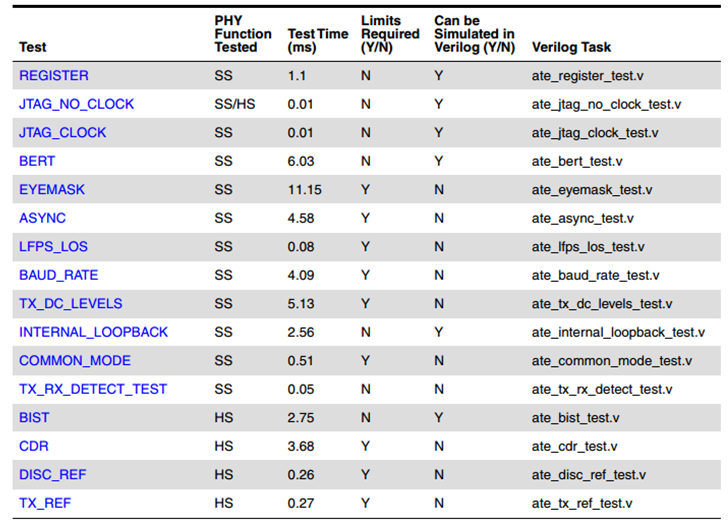 PHY
Function
Tested
Limits
Required
(Y/N)
Can be
Simulated in
Verilog (Y/N)
Test Test Time (ms) Verilog Task
REGISTER SS 1.1 N Y ate_register_test.v
JTAG_NO_CLOCK SS/HS 0.01 N Y ate_jtag_no_clock_test.v
JTAG_CLOCK SS 0.01 N Y ate_jtag_clock_test.v
BERT SS 6.03 N Y ate_bert_test.v
EYEMASK SS 11.15 Y N ate_eyemask_test.v
ASYNC SS 4.58 Y N ate_async_test.v
LFPS_LOS SS 0.08 Y N ate_lfps_los_test.v
BAUD_RATE SS 4.09 Y N ate_baud_rate_test.v
TX_DC_LEVELS SS 5.13 Y N ate_tx_dc_levels_test.v
INTERNAL_LOOPBACK SS 2.56 N Y ate_internal_loopback_test.v
COMMON_MODE SS 0.51 Y N ate_common_mode_test.v
TX_RX_DETECT_TEST SS 0.05 N N ate_tx_rx_detect_test.v
BIST HS 2.75 N Y ate_bist_test.v
CDR HS 3.68 Y N ate_cdr_test.v
DISC_REF HS 0.26 Y N ate_disc_ref_test.v
TX_REF HS 0.27 Y N ate_tx_ref_test.v